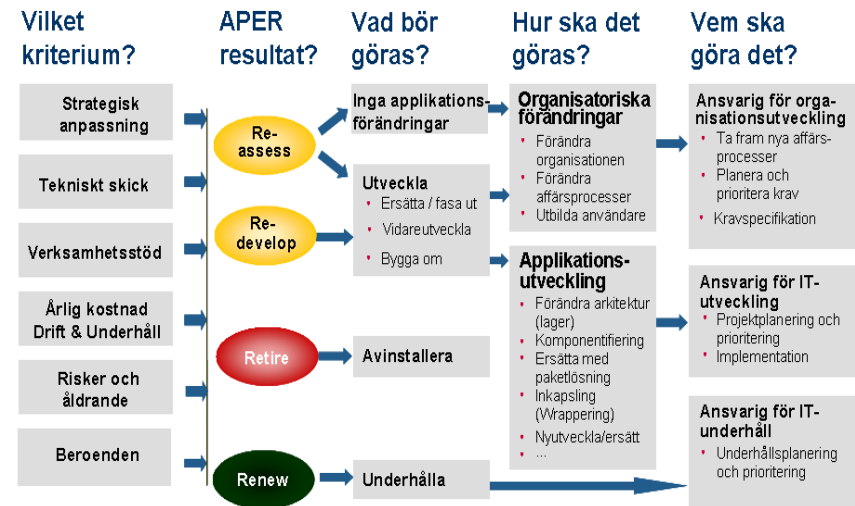 Vilket
kriterium?
APER
resultat?
Vad bör
göras?
Hur ska det
göras?
Vem ska
göra det?
Strategisk
anpassning
Tekniskt skick
Verksamhetsstöd
Årlig kostnad
Drift & Underhåll
Risker och
åldrande
Beroenden
Re-
assess
Re-
develop
Retire
Renew
Inga applikations-
förändringar
Utveckla
• Ersätta / fasa ut
• Vidareutveckla
• Bygga om
Avinstallera
Underhålla
Organisatoriska
förändringar
• Förändra
organisationen
• Förändra
affärsprocesser
• Utbilda användare
Applikations-
utveckling
• Förändra arkitektur
(lager)
• Komponentifiering
• Ersätta med
paketlösning
• Inkapsling
(Wrappering)
• Nyutveckla/ersätt
• ...
Ansvarig för orga-
nisationsutveckling
• Ta fram nya affärs-
processer
• Planera och
prioritera krav
• Kravspecifikation
Ansvarig för IT-
utveckling
• Projektplanering och
prioritering
• Implementation
Ansvarig för IT-
underhåll
• Underhållsplanering
och prioritering